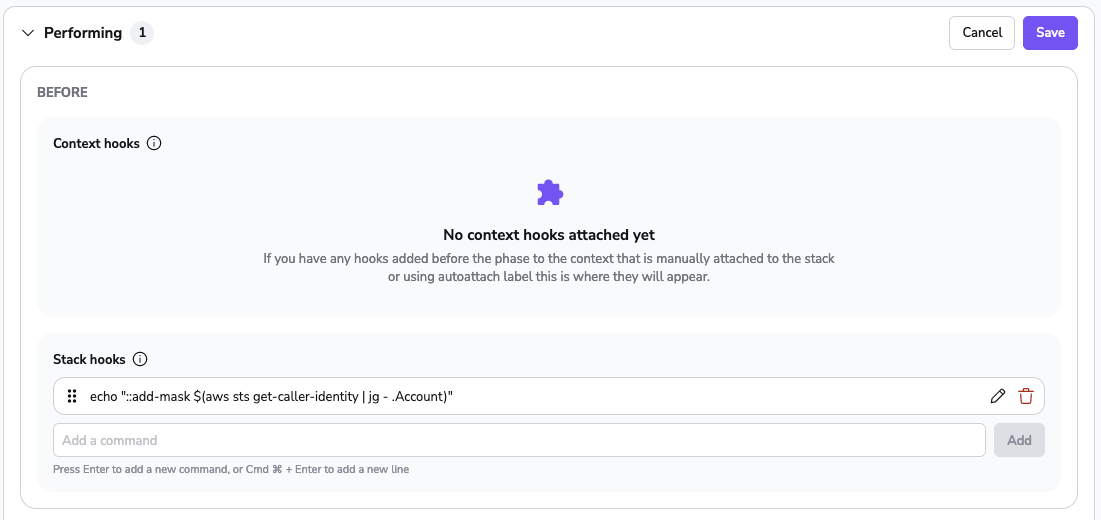 Performing 1
Cancel
Save
BEFORE
Context hooks
No context hooks attached yet
If you have any hooks added before the phase to the context that is manually attached to the stack
or using autoattach label this is where they will appear.
Stack hooks
echo "::add-mask $(aws sts get-caller-identity | jg - .Account)"
Add a command
Add
Press Enter to add a new command, or Cmd ⌘ + Enter to add a new line